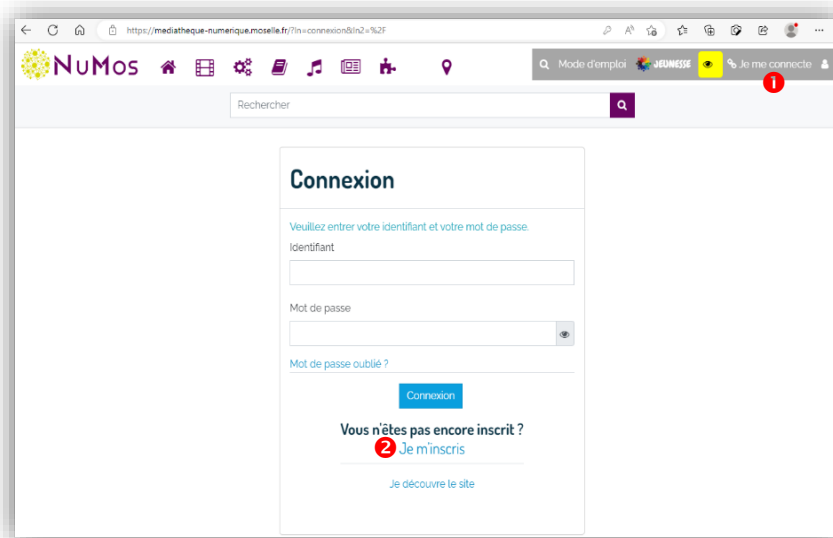 https://mediatheque-numerique.moselle.fr/?ln=connexion&ln2=%2F
NuMos
Mode d'emploi
JEUNESSE
Je me connecte
1
Rechercher
Connexion
Veuillez entrer votre identifiant et votre mot de passe.
Identifiant
Mot de passe
Mot de passe oublié ?
Connexion
Vous n'êtes pas encore inscrit ?
2 Je m'inscris
Je découvre le site